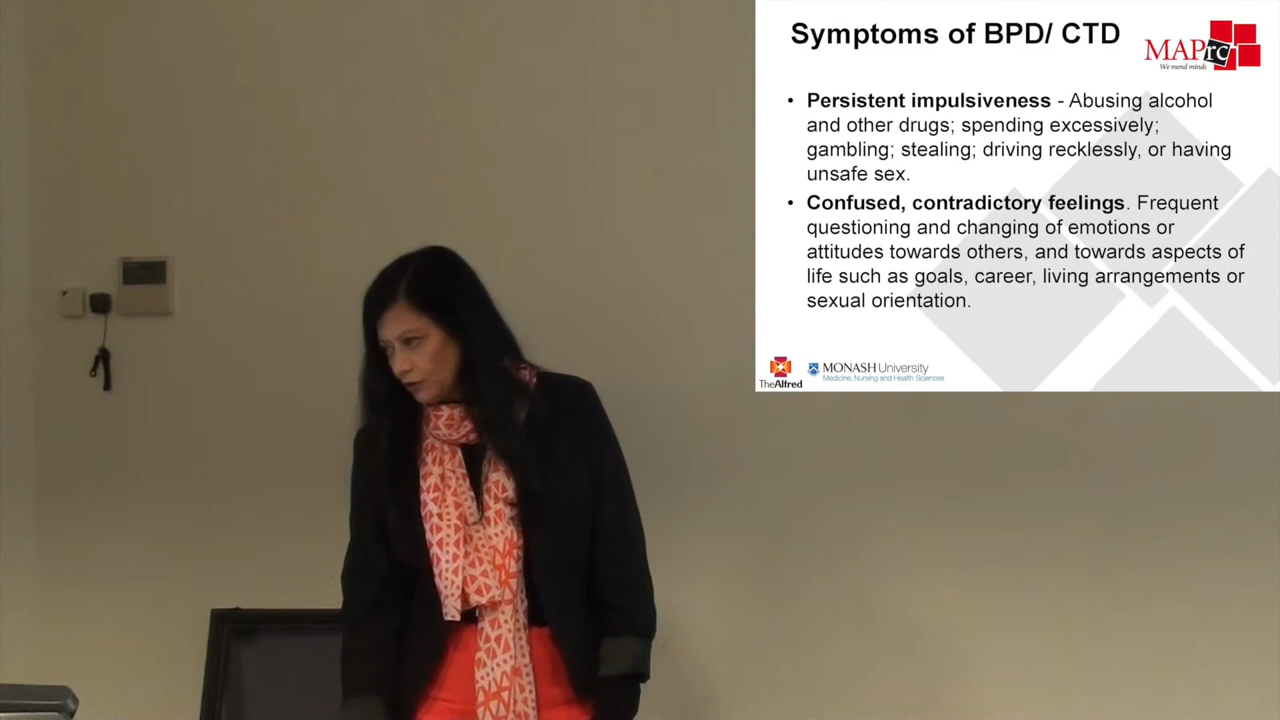 Symptoms of BPD/ CTD
MAPrc
We mend minds
• Persistent impulsiveness - Abusing alcohol
and other drugs; spending excessively;
gambling; stealing; driving recklessly, or having
unsafe sex.
• Confused, contradictory feelings. Frequent
questioning and changing of emotions or
attitudes towards others, and towards aspects of
life such as goals, career, living arrangements or
sexual orientation.
TheAlfred
MONASH University
Medicine, Nursing and Health Sciences